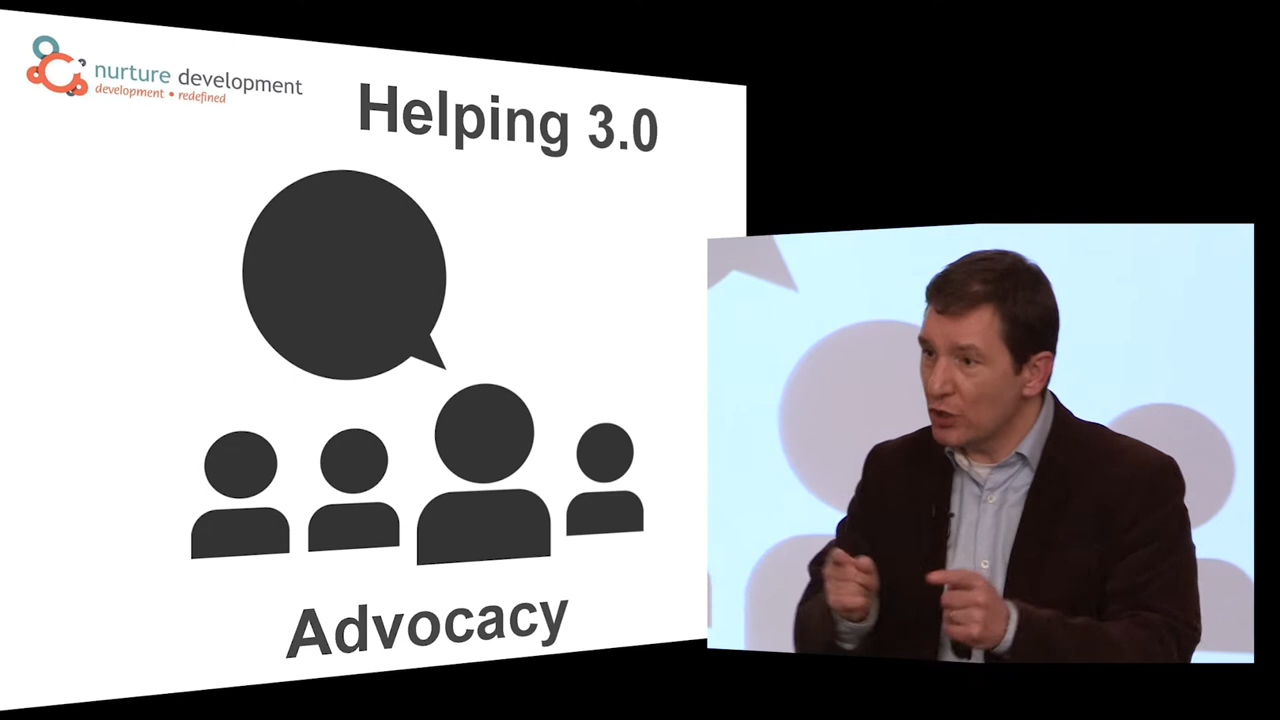 nurture development
development • redefined
Helping 3.0
Advocacy